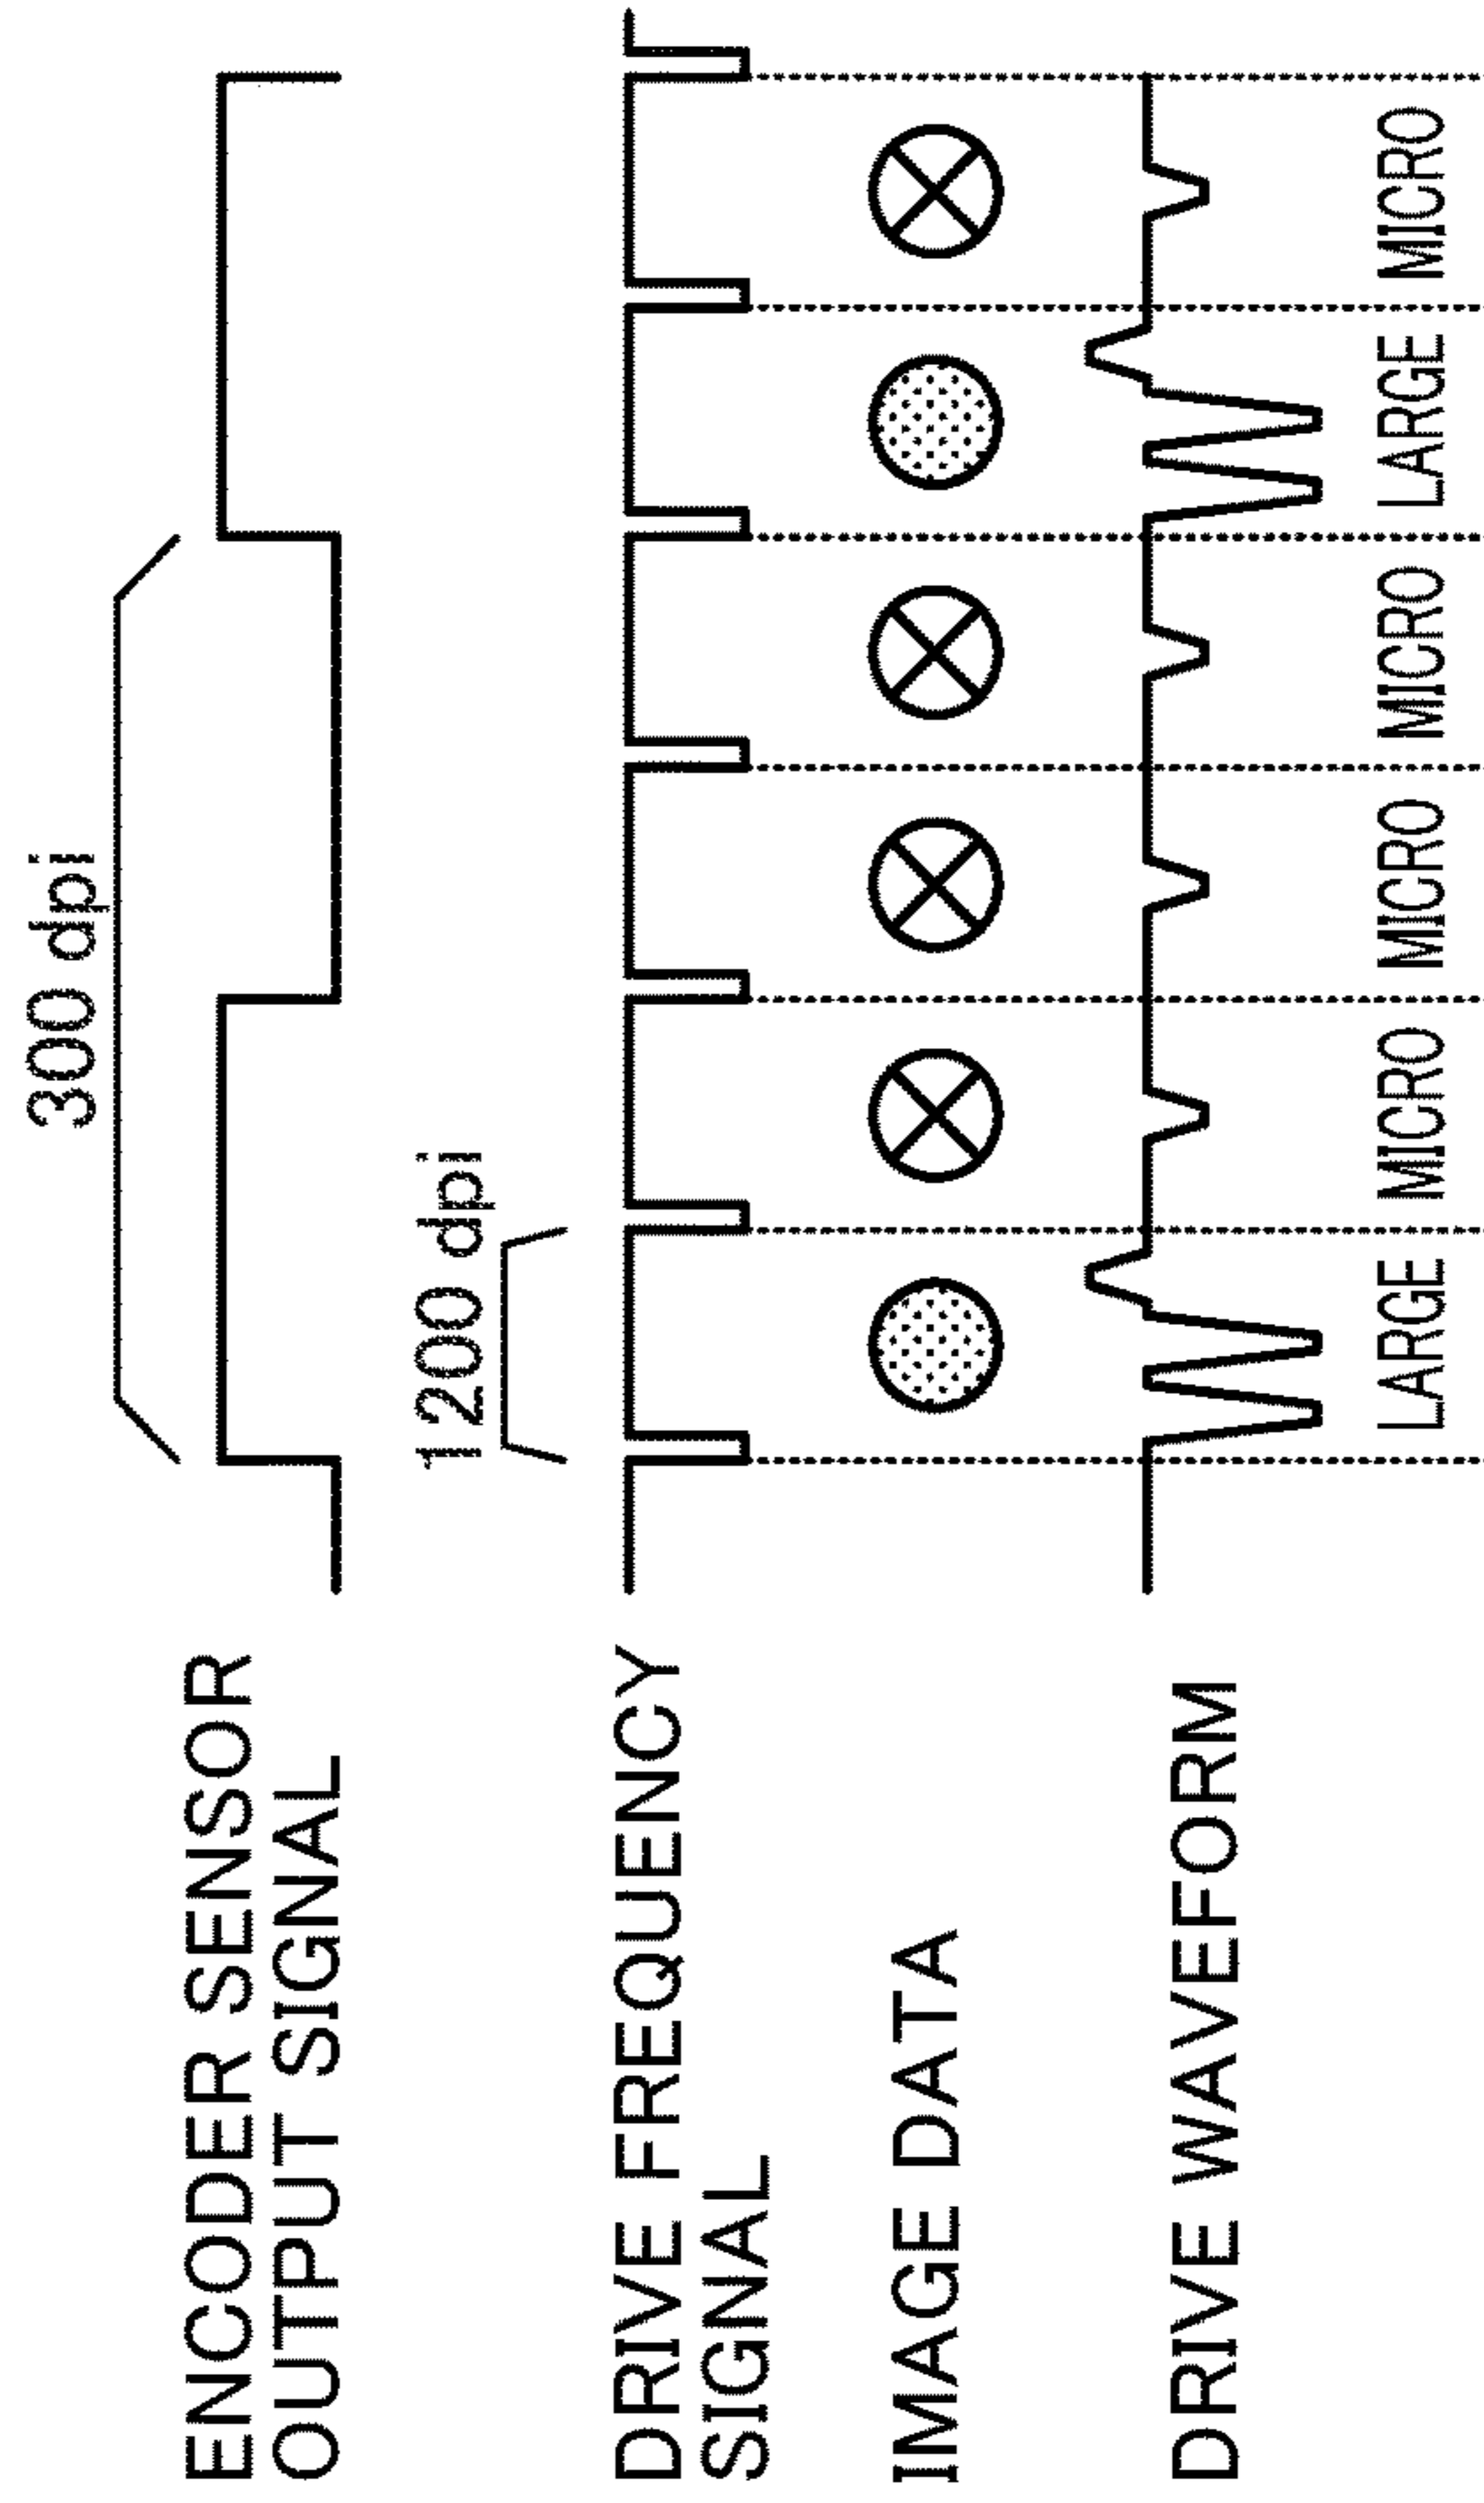 300 dpi
ENCODER SENSOR
OUTPUT SIGNAL
1200 dpi
DRIVE FREQUENCY
SIGNAL
IMAGE DATA
DRIVE WAVEFORM
LARGE MICRO MICRO MICRO LARGE MICRO